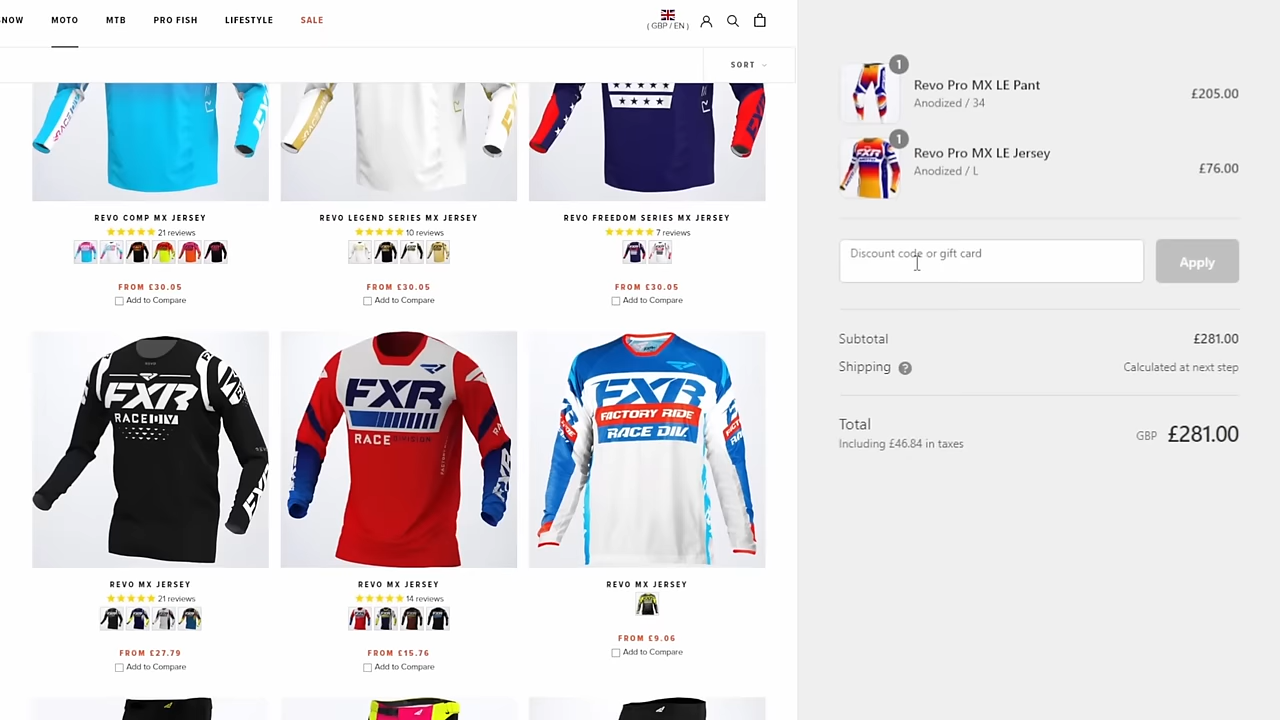 NOW MOTO MTB PRO FISH LIFESTYLE SALE
( GBP / EN )
SORT
REVO COMP MX JERSEY
21 reviews
FROM £30.05
Add to Compare
REVO LEGEND SERIES MX JERSEY
10 reviews
FROM £30.05
Add to Compare
REVO FREEDOM SERIES MX JERSEY
7 reviews
FROM £30.05
Add to Compare
FXR
RACE DIV
REVO MX JERSEY
21 reviews
FROM £27.79
Add to Compare
FXR
RACE DIVISION
FXR
REVO MX JERSEY
14 reviews
FROM £15.76
Add to Compare
FXR
FACTORY RIDE
RACE DIV.
REVO MX JERSEY
FROM £9.06
Add to Compare
1
Revo Pro MX LE Pant
Anodized / 34
£205.00
1
Revo Pro MX LE Jersey
Anodized / L
£76.00
FXR
Discount code or gift card
Apply
Subtotal £281.00
Shipping ? Calculated at next step
Total
Including £46.84 in taxes
GBP £281.00